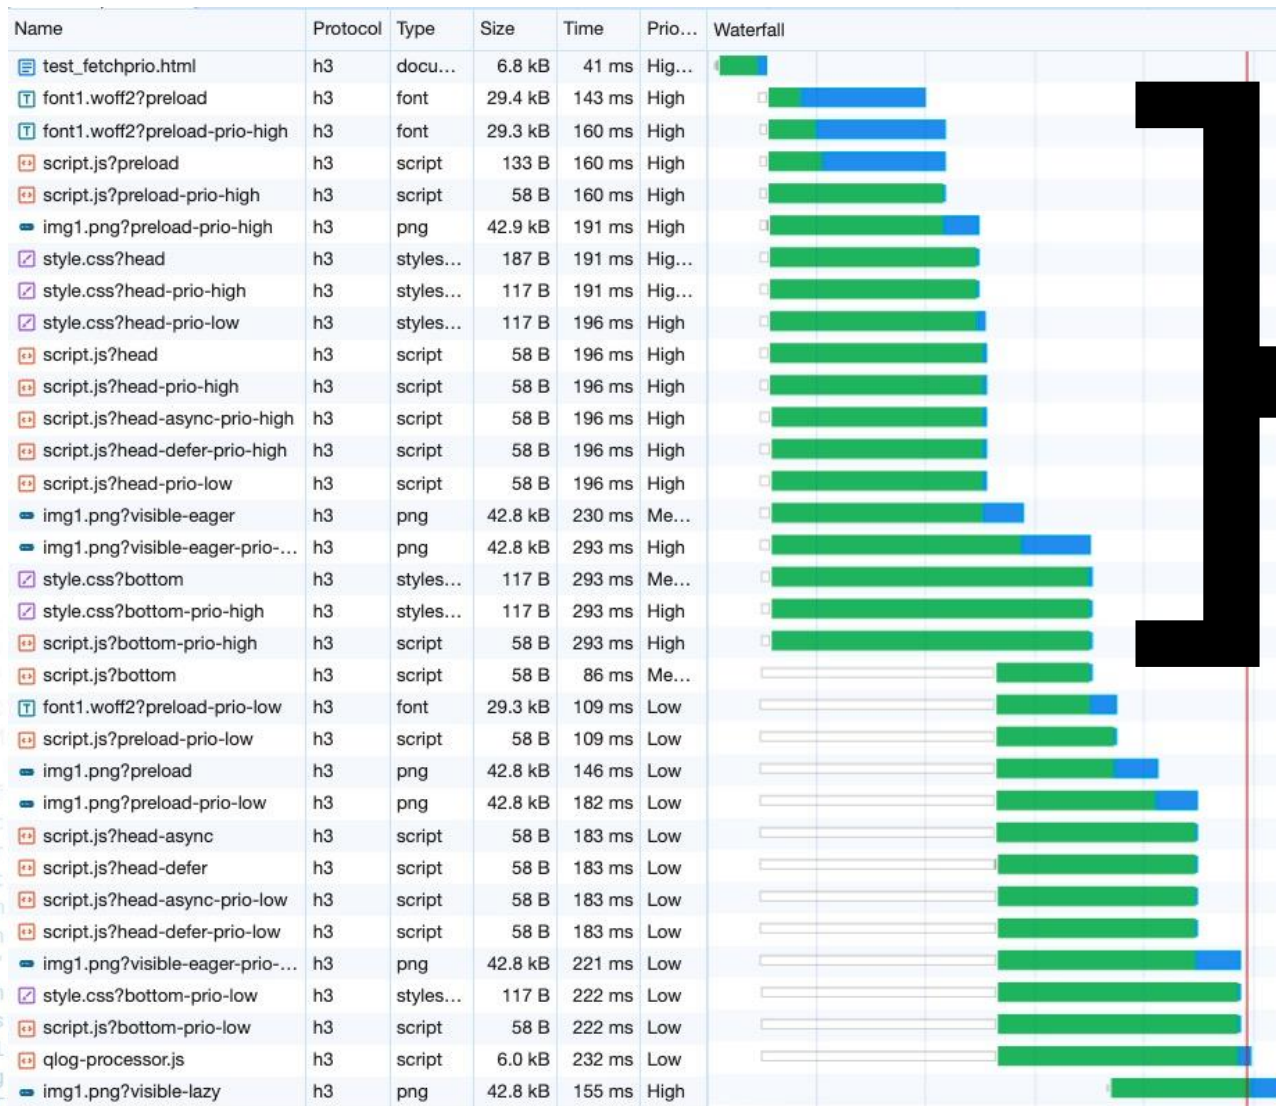 Name Protocol Type Size Time Prio... Waterfall
test_fetchprio.html h3 docu... 6.8 kB 41 ms Hig...
font1.woff2?preload h3 font 29.4 kB 143 ms High
font1.woff2?preload-prio-high h3 font 29.3 kB 160 ms High
script.js?preload h3 script 133 B 160 ms High
script.js?preload-prio-high h3 script 58 B 160 ms High
img1.png?preload-prio-high h3 png 42.9 kB 191 ms High
style.css?head h3 styles... 187 B 191 ms Hig...
style.css?head-prio-high h3 styles... 117 B 191 ms Hig...
style.css?head-prio-low h3 styles... 117 B 196 ms High
script.js?head h3 script 58 B 196 ms High
script.js?head-prio-high h3 script 58 B 196 ms High
script.js?head-async-prio-high h3 script 58 B 196 ms High
script.js?head-defer-prio-high h3 script 58 B 196 ms High
script.js?head-prio-low h3 script 58 B 196 ms High
img1.png?visible-eager h3 png 42.8 kB 230 ms Me...
img1.png?visible-eager-prio-... h3 png 42.8 kB 293 ms High
style.css?bottom h3 styles... 117 B 293 ms Me...
style.css?bottom-prio-high h3 styles... 117 B 293 ms High
script.js?bottom-prio-high h3 script 58 B 293 ms High
script.js?bottom h3 script 58 B 86 ms Me...
font1.woff2?preload-prio-low h3 font 29.3 kB 109 ms Low
script.js?preload-prio-low h3 script 58 B 109 ms Low
img1.png?preload h3 png 42.8 kB 146 ms Low
img1.png?preload-prio-low h3 png 42.8 kB 182 ms Low
script.js?head-async h3 script 58 B 183 ms Low
script.js?head-defer h3 script 58 B 183 ms Low
script.js?head-async-prio-low h3 script 58 B 183 ms Low
script.js?head-defer-prio-low h3 script 58 B 183 ms Low
img1.png?visible-eager-prio-... h3 png 42.8 kB 221 ms Low
style.css?bottom-prio-low h3 styles... 117 B 222 ms Low
script.js?bottom-prio-low h3 script 58 B 222 ms Low
qlog-processor.js h3 script 6.0 kB 232 ms Low
img1.png?visible-lazy h3 png 42.8 kB 155 ms High